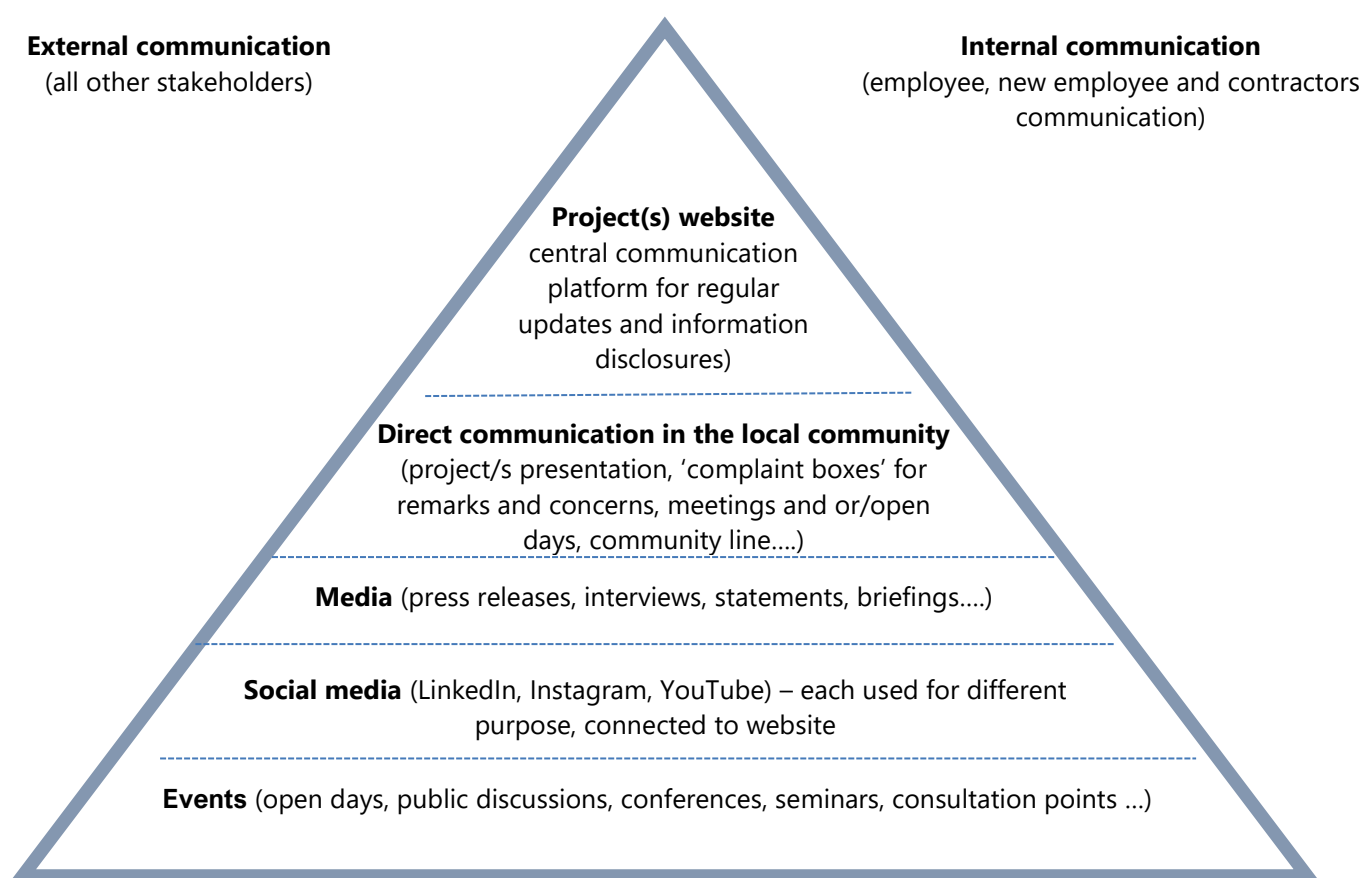 External communication
(all other stakeholders)
Internal communication
(employee, new employee and contractors
communication)
Project(s) website
central communication
platform for regular
updates and information
disclosures)
Direct communication in the local community
(project/s presentation, ‘complaint boxes’ for
remarks and concerns, meetings and or/open
days, community line….)
Media (press releases, interviews, statements, briefings….)
Social media (LinkedIn, Instagram, YouTube) – each used for different
purpose, connected to website
Events (open days, public discussions, conferences, seminars, consultation points …)